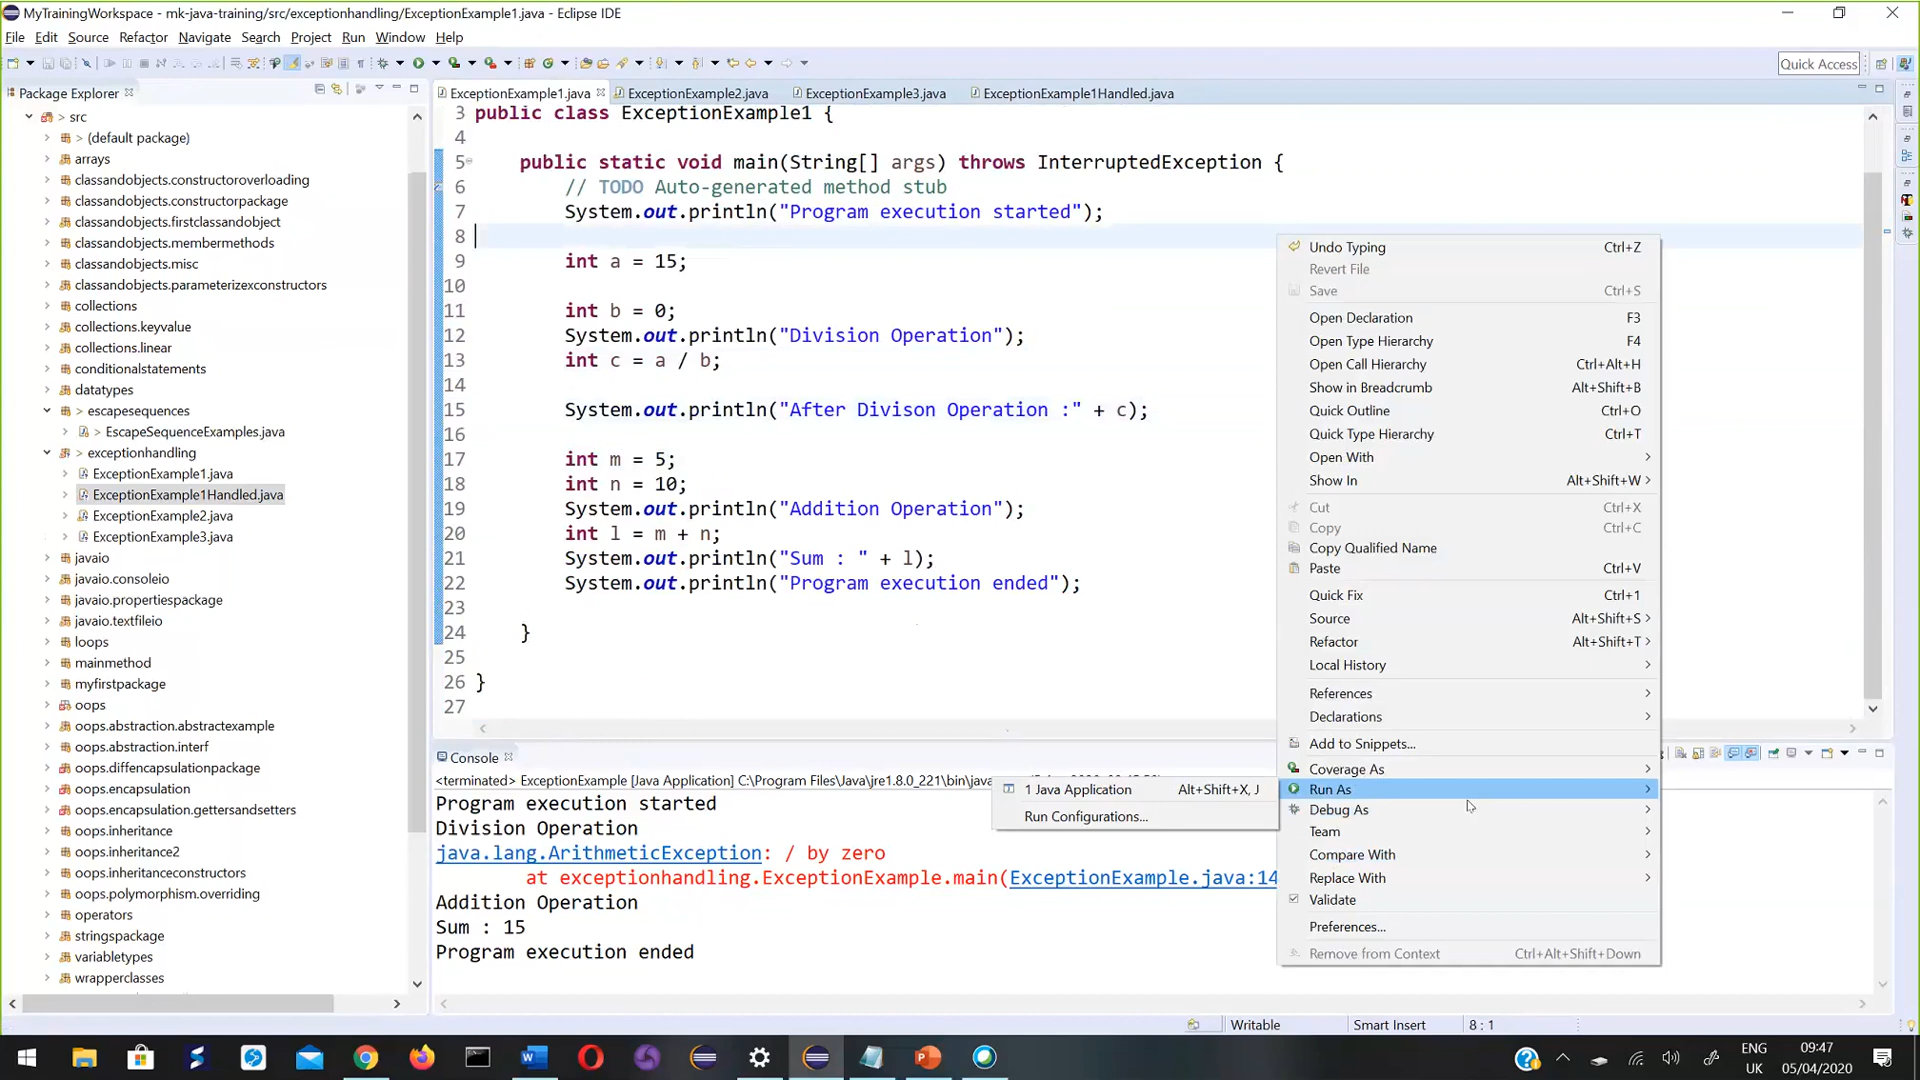 MyTrainingWorkspace - mk-java-training/src/exceptionhandling/ExceptionExample1.java - Eclipse IDE
File Edit Source Refactor Navigate Search Project Run Window Help
Quick Access
Package Explorer
> src
> (default package)
arrays
classandobjects.constructoroverloading
classandobjects.constructorpackage
classandobjects.firstclassandobject
classandobjects.membermethods
classandobjects.misc
classandobjects.parameterizexconstructors
collections
collections.keyvalue
collections.linear
conditionalstatements
datatypes
> escapesequences
> EscapeSequenceExamples.java
> exceptionhandling
ExceptionExample1.java
ExceptionExample1Handled.java
ExceptionExample2.java
ExceptionExample3.java
javaio
javaio.consoleio
javaio.propertiespackage
javaio.textfileio
loops
mainmethod
myfirstpackage
oops
oops.abstraction.abstractexample
oops.abstraction.interf
oops.diffencapsulationpackage
oops.encapsulation
oops.encapsulation.gettersandsetters
oops.inheritance
oops.inheritance2
oops.inheritanceconstructors
oops.polymorphism.overriding
operators
stringspackage
variabletypes
wrapperclasses
ExceptionExample1.java ExceptionExample2.java ExceptionExample3.java ExceptionExample1Handled.java
3 public class ExceptionExample1 {
4
5 public static void main(String[] args) throws InterruptedException {
6 // TODO Auto-generated method stub
7 System.out.println("Program execution started");
8
9 int a = 15;
10
11 int b = 0;
12 System.out.println("Division Operation");
13 int c = a / b;
14
15 System.out.println("After Divison Operation :" + c);
16
17 int m = 5;
18 int n = 10;
19 System.out.println("Addition Operation");
20 int l = m + n;
21 System.out.println("Sum : " + l);
22 System.out.println("Program execution ended");
23
24 }
25
26 }
27
Undo Typing Ctrl+Z
Revert File
Save Ctrl+S
Open Declaration F3
Open Type Hierarchy F4
Open Call Hierarchy Ctrl+Alt+H
Show in Breadcrumb Alt+Shift+B
Quick Outline Ctrl+O
Quick Type Hierarchy Ctrl+T
Open With
Show In Alt+Shift+W
Cut Ctrl+X
Copy Ctrl+C
Copy Qualified Name
Paste Ctrl+V
Quick Fix Ctrl+1
Source Alt+Shift+S
Refactor Alt+Shift+T
Local History
References
Declarations
Add to Snippets...
Coverage As
Run As
Debug As
Team
Compare With
Replace With
Validate
Preferences...
Remove from Context Ctrl+Alt+Shift+Down
1 Java Application Alt+Shift+X, J
Run Configurations...
Console
<terminated> ExceptionExample [Java Application] C:\Program Files\Java\jre1.8.0_221\bin\java
Program execution started
Division Operation
java.lang.ArithmeticException: / by zero
at exceptionhandling.ExceptionExample.main(ExceptionExample.java:14
Addition Operation
Sum : 15
Program execution ended
Writable Smart Insert 8 : 1
ENG
UK
09:47
05/04/2020